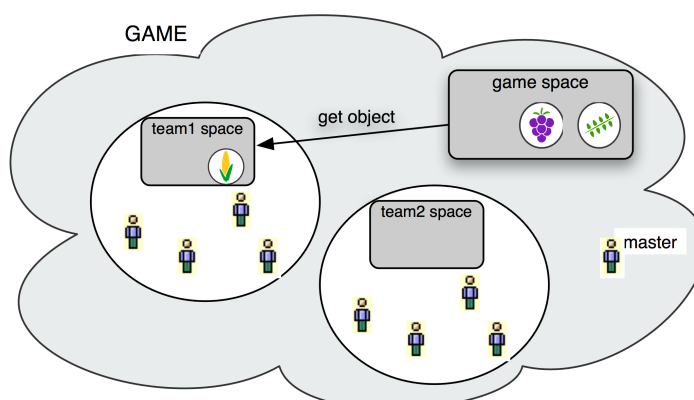 GAME
game space
get object
team1 space
team2 space
master